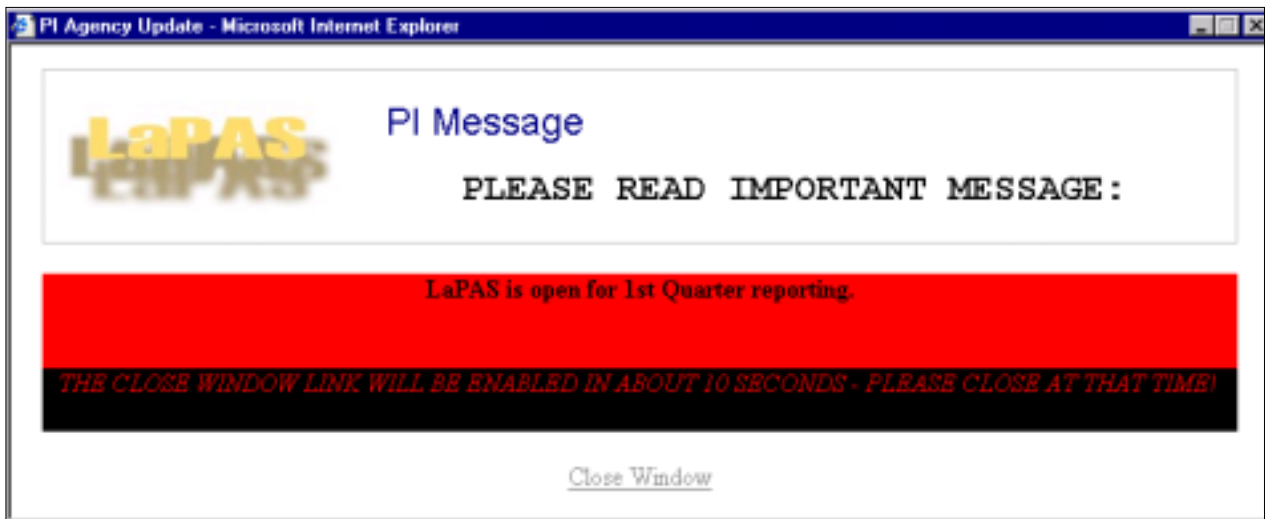 PI Agency Update - Microsoft Internet Explorer
LaPAS
PI Message
PLEASE READ IMPORTANT MESSAGE:
LaPAS is open for 1st Quarter reporting.
THE CLOSE WINDOW LINK WILL BE ENABLED IN ABOUT 10 SECONDS - PLEASE CLOSE AT THAT TIME!
Close Window